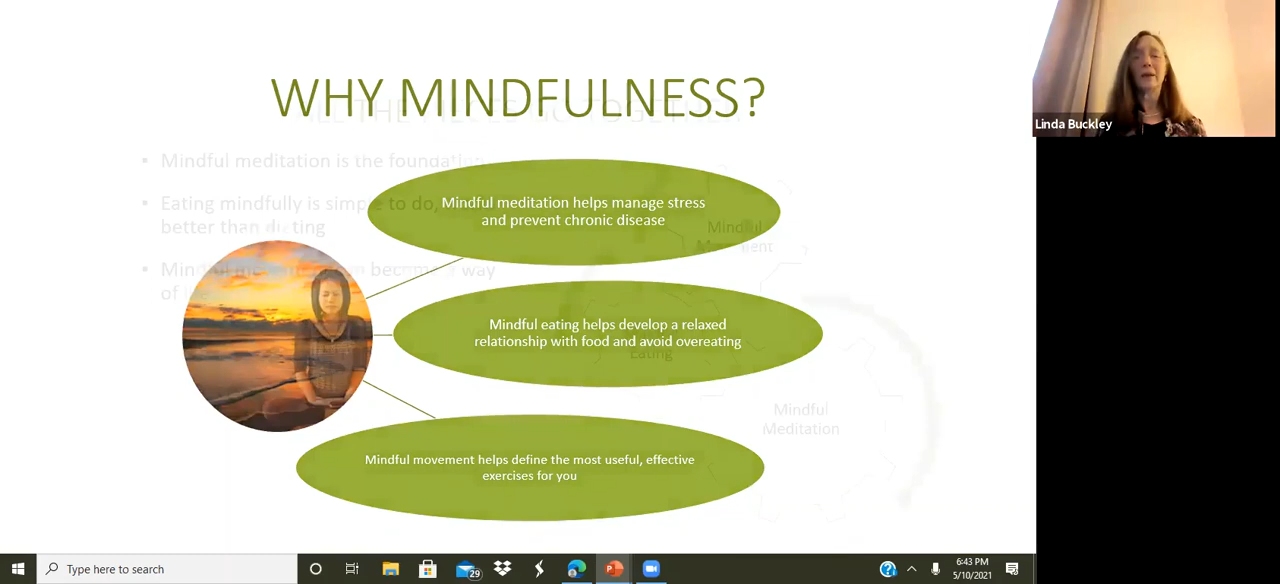 WHY MINDFULNESS?
Mindful meditation is the foundation
Eating mindfully is simple to do,
better than dieting
Mindful meditation helps manage stress
and prevent chronic disease
Mindful eating helps develop a relaxed
relationship with food and avoid overeating
Eating
Mindful movement helps define the most useful, effective
exercises for you
Mindful
Mindful
Meditation
Linda Buckley
Type here to search
29
6:43 PM
5/10/2021